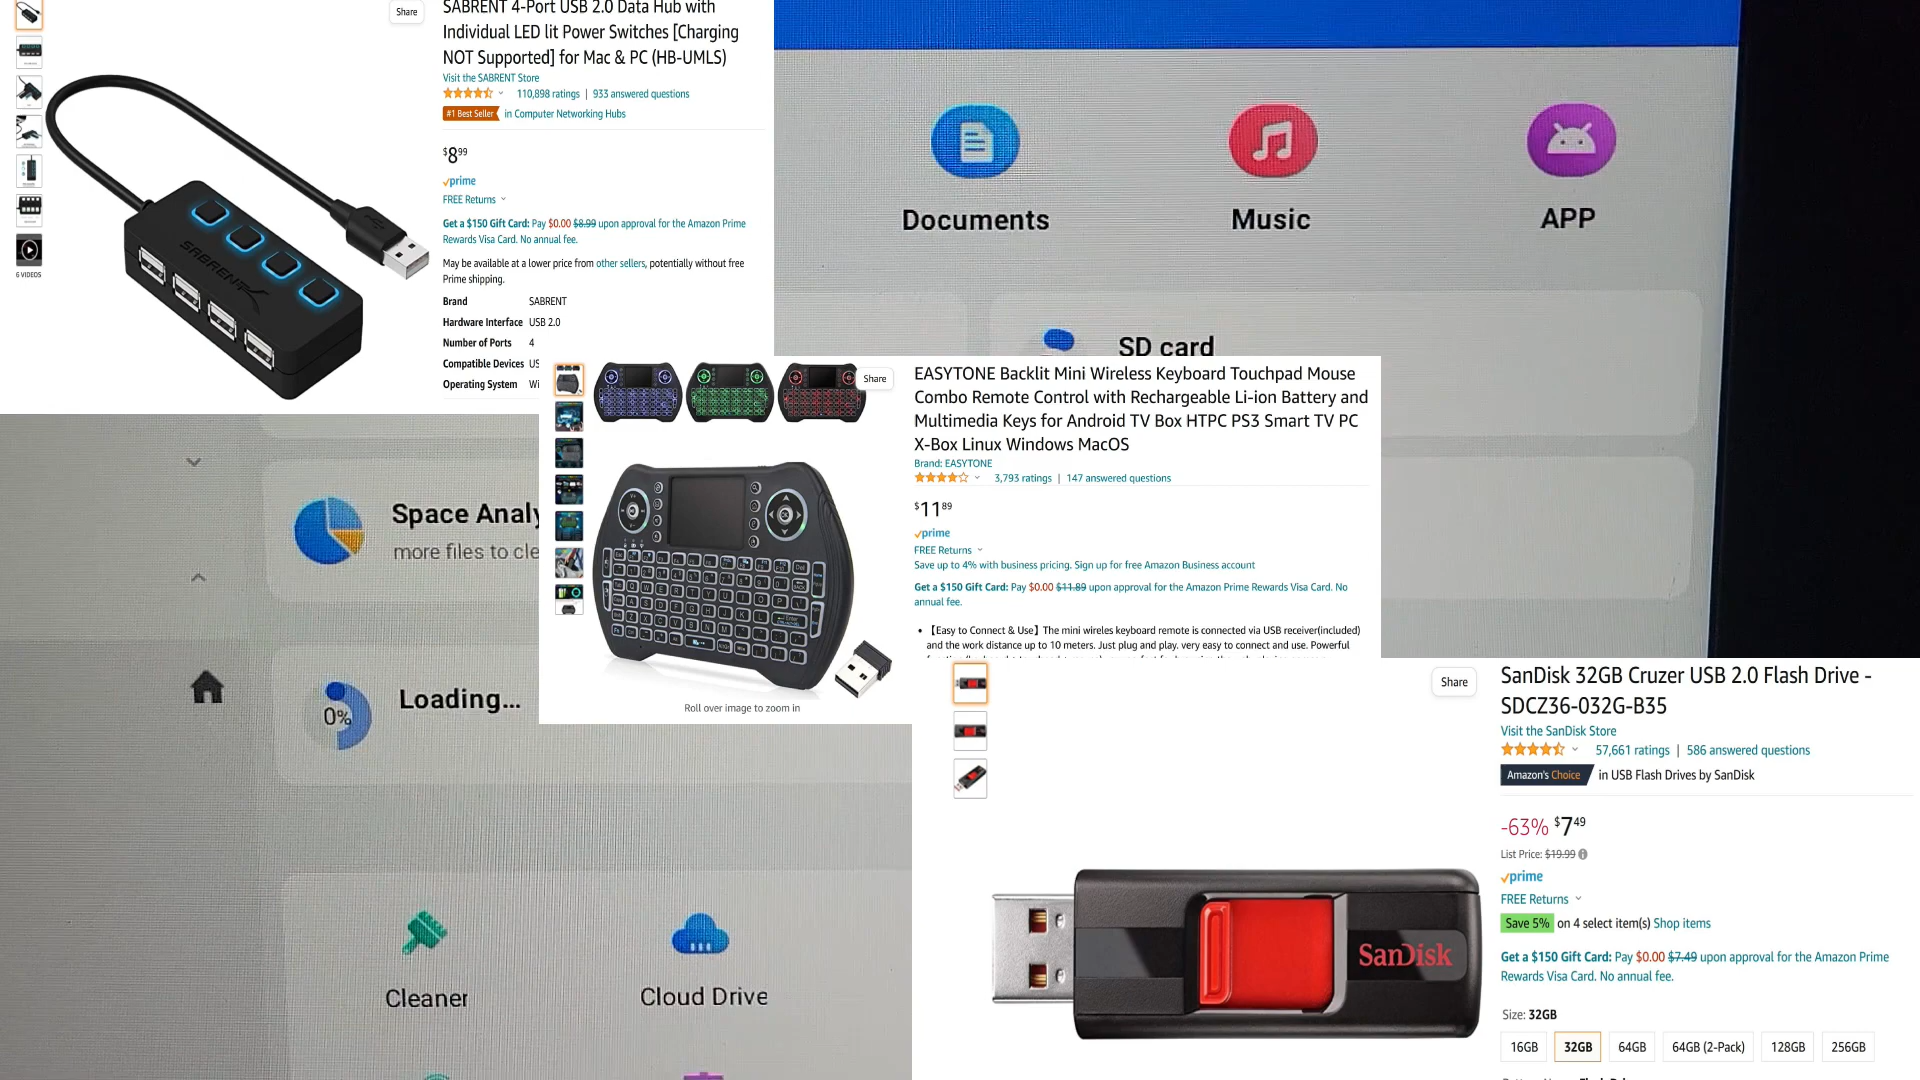 Share
SABRENT 4-Port USB 2.0 Data Hub with
Individual LED lit Power Switches [Charging
NOT Supported] for Mac & PC (HB-UMLS)
Visit the SABRENT Store
110,898 ratings | 933 answered questions
#1 Best Seller in Computer Networking Hubs
$8.99
prime
FREE Returns
Get a $150 Gift Card: Pay $0.00 $8.99 upon approval for the Amazon Prime
Rewards Visa Card. No annual fee.
May be available at a lower price from other sellers, potentially without free
Prime shipping.
Brand SABRENT
Hardware Interface USB 2.0
Number of Ports 4
Compatible Devices US
Operating System Wi
6 VIDEOS
SABRENT
Documents
Music
APP
SD card
Share
EASYTONE Backlit Mini Wireless Keyboard Touchpad Mouse
Combo Remote Control with Rechargeable Li-ion Battery and
Multimedia Keys for Android TV Box HTPC PS3 Smart TV PC
X-Box Linux Windows MacOS
Brand: EASYTONE
3,793 ratings | 147 answered questions
$11.89
prime
FREE Returns
Save up to 4% with business pricing. Sign up for free Amazon Business account
Get a $150 Gift Card: Pay $0.00 $11.89 upon approval for the Amazon Prime Rewards Visa Card. No
annual fee.
• 【Easy to Connect & Use】The mini wireles keyboard remote is connected via USB receiver(included)
and the work distance up to 10 meters. Just plug and play. very easy to connect and use. Powerful
Roll over image to zoom in
Space Analy
more files to cle
0%
Loading...
Cleaner
Cloud Drive
Share
SanDisk 32GB Cruzer USB 2.0 Flash Drive -
SDCZ36-032G-B35
Visit the SanDisk Store
57,661 ratings | 586 answered questions
Amazon's Choice in USB Flash Drives by SanDisk
-63% $7.49
List Price: $19.99
prime
FREE Returns
Save 5% on 4 select item(s) Shop items
Get a $150 Gift Card: Pay $0.00 $7.49 upon approval for the Amazon Prime
Rewards Visa Card. No annual fee.
Size: 32GB
16GB 32GB 64GB 64GB (2-Pack) 128GB 256GB
SanDisk